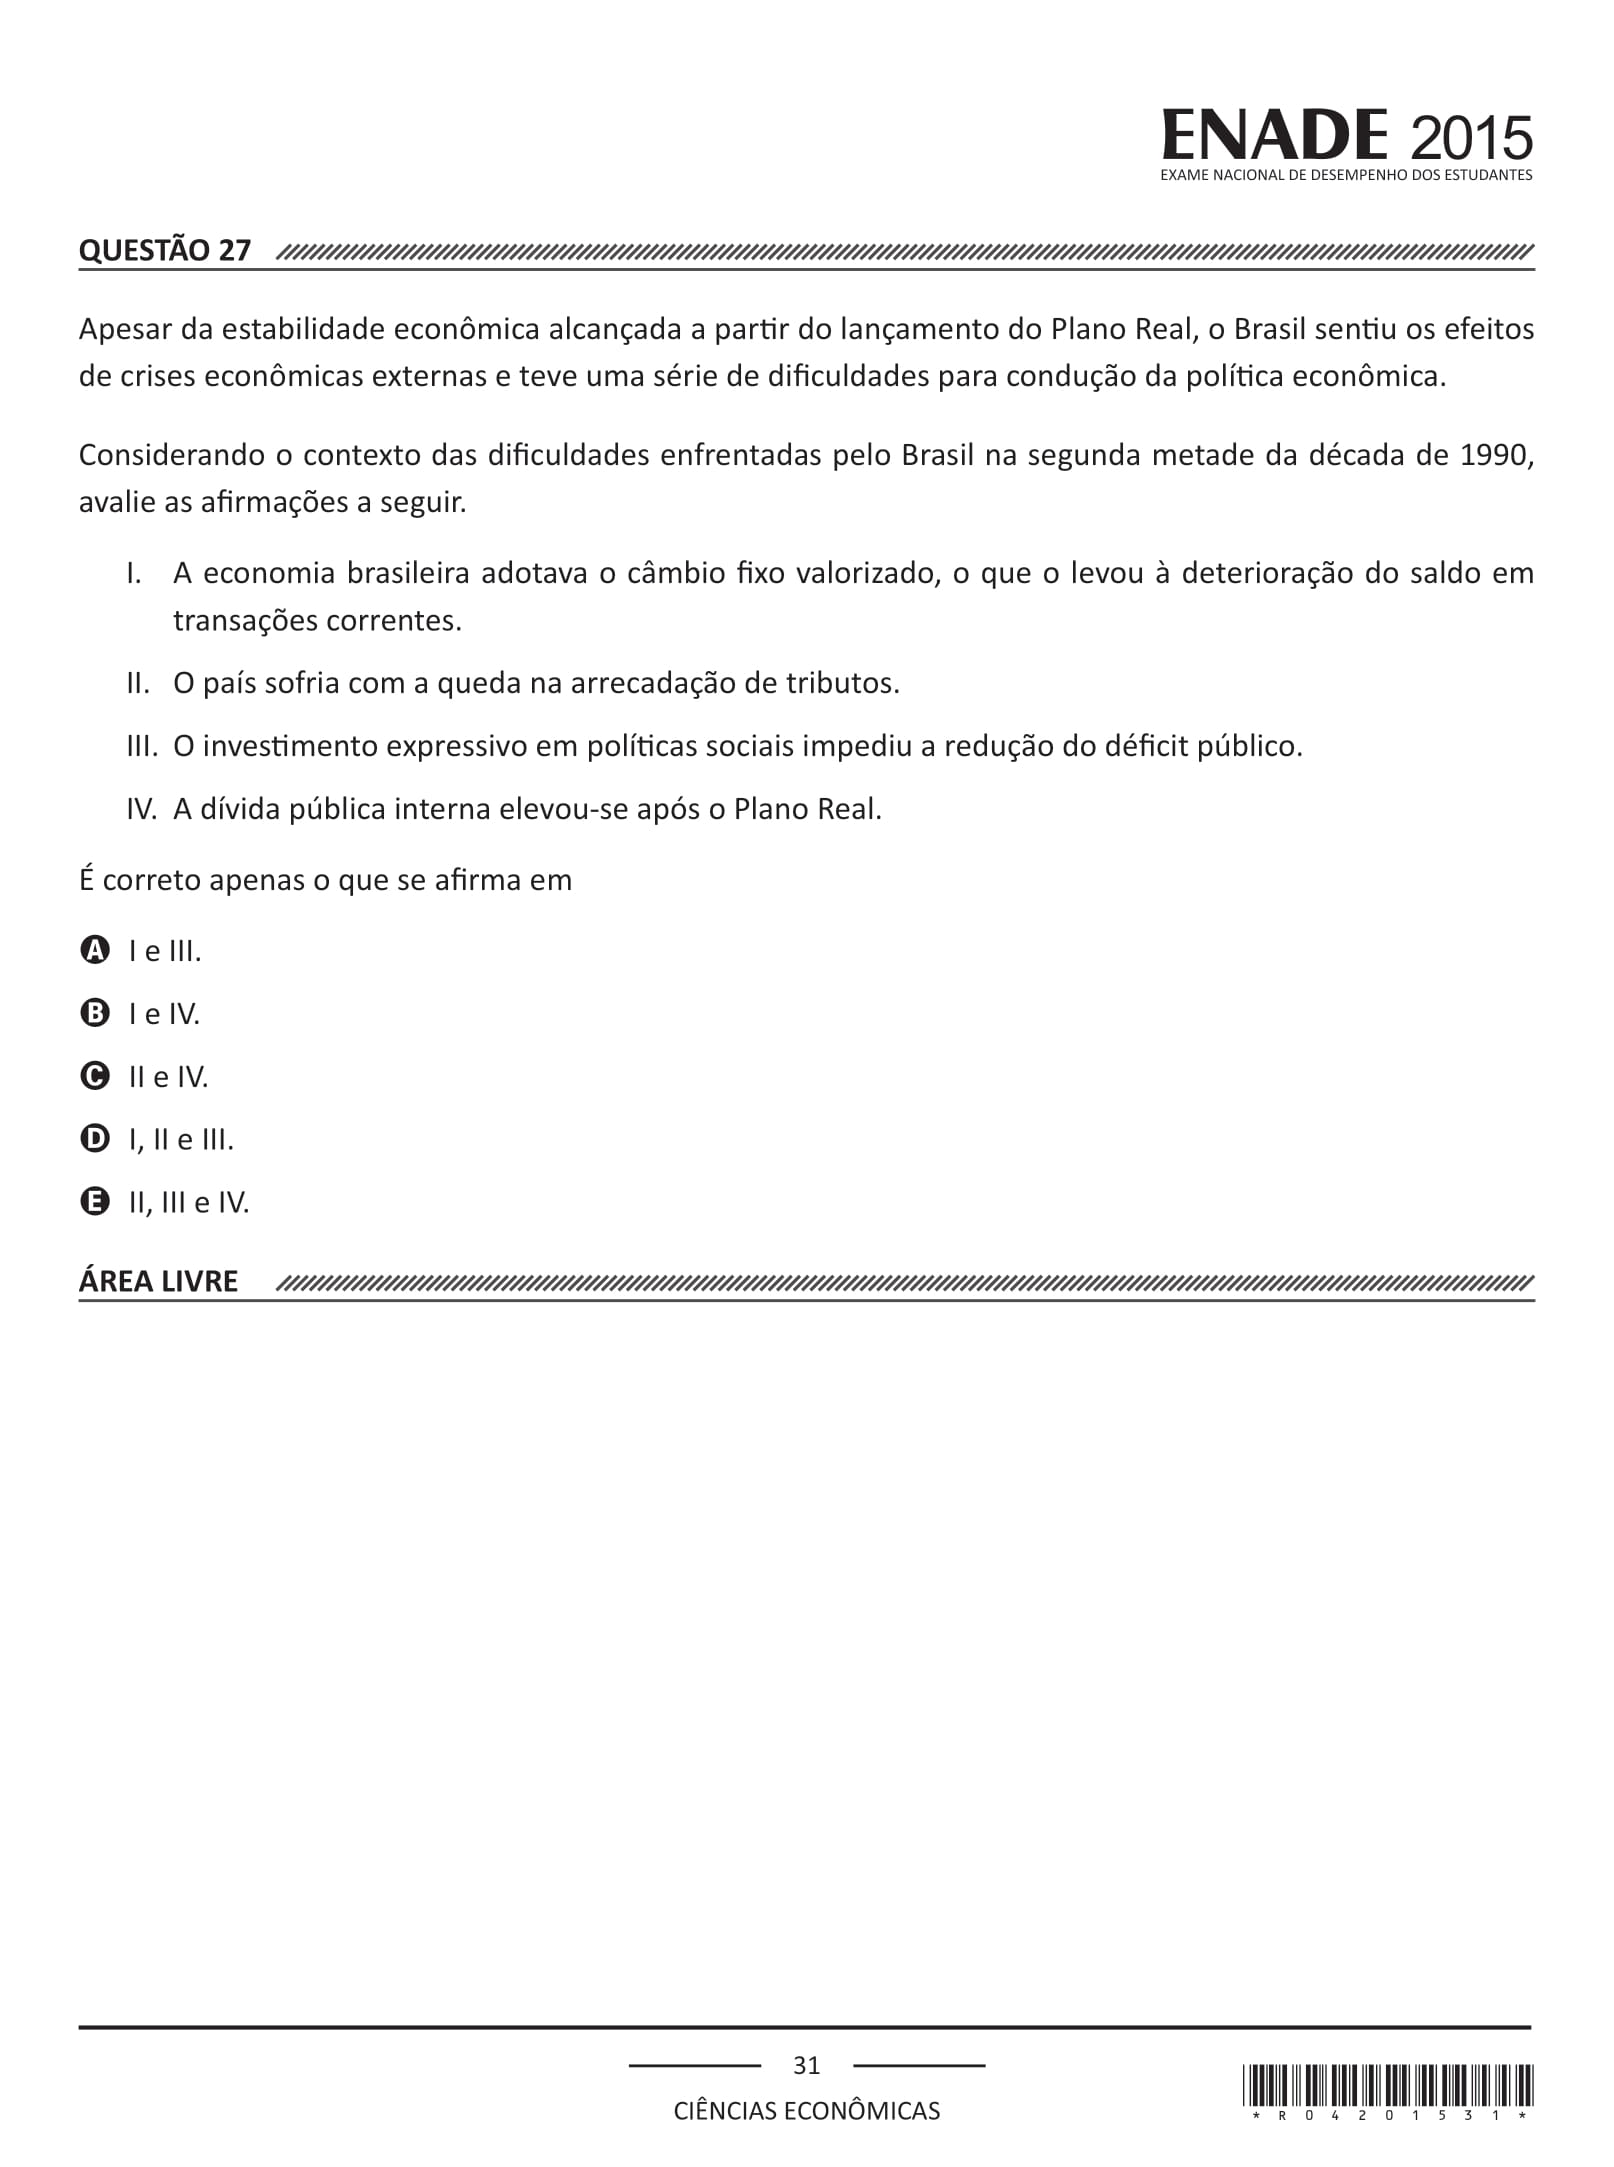 ENADE 2015
EXAME NACIONAL DE DESEMPENHO DOS ESTUDANTES
QUESTÃO 27
Apesar da estabilidade econômica alcançada a partir do lançamento do Plano Real, o Brasil sentiu os efeitos
de crises econômicas externas e teve uma série de dificuldades para condução da política econômica.
Considerando o contexto das dificuldades enfrentadas pelo Brasil na segunda metade da década de 1990,
avalie as afirmações a seguir.
I. A economia brasileira adotava o câmbio fixo valorizado, o que o levou à deterioração do saldo em
transações correntes.
II. O país sofria com a queda na arrecadação de tributos.
III. O investimento expressivo em políticas sociais impediu a redução do déficit público.
IV. A dívida pública interna elevou-se após o Plano Real.
É correto apenas o que se afirma em
A I e III.
B I e IV.
C II e IV.
D I, II e III.
E II, III e IV.
ÁREA LIVRE
31
CIÊNCIAS ECONÔMICAS
* R 0 4 2 0 1 5 3 1 *